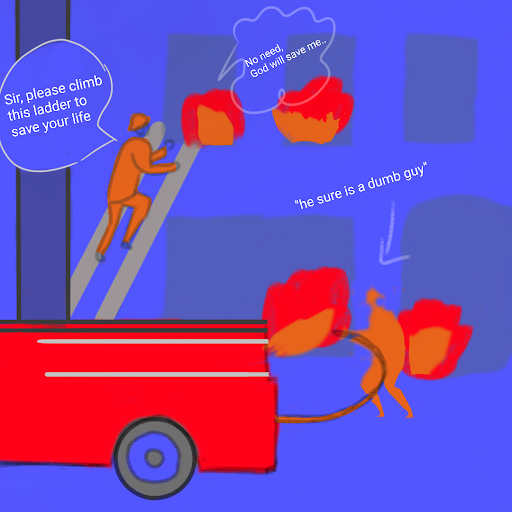 No need,
God will save me..
Sir, please climb
this ladder to
save your life
"he sure is a dumb guy"